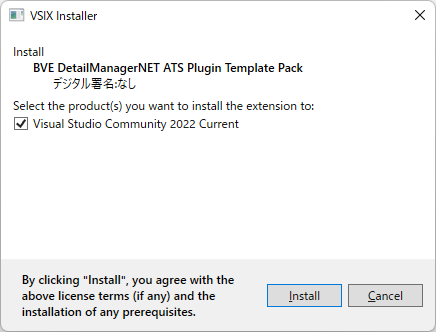 VSIX Installer
Install
BVE DetailManagerNET ATS Plugin Template Pack
デジタル署名:なし
Select the product(s) you want to install the extension to:
Visual Studio Community 2022 Current
By clicking "Install", you agree with the
above license terms (if any) and the
installation of any prerequisites.
Install
Cancel